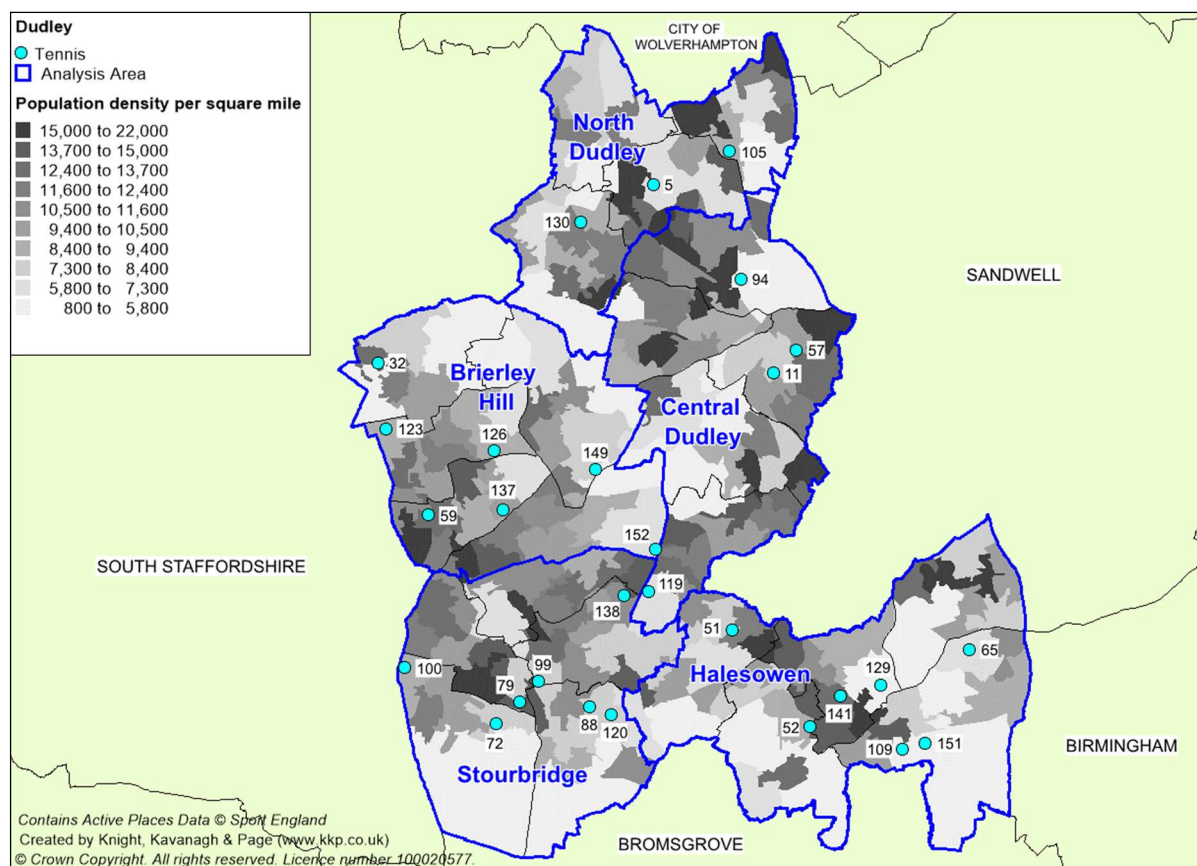 Dudley
Tennis
Analysis Area
Population density per square mile
15,000 to 22,000
13,700 to 15,000
12,400 to 13,700
11,600 to 12,400
10,500 to 11,600
9,400 to 10,500
8,400 to 9,400
7,300 to 8,400
5,800 to 7,300
800 to 5,800
CITY OF
WOLVERHAMPTON
North
Dudley
105
5
130
SANDWELL
94
57
32
11
Brierley
Hill
Central
Dudley
123
126
149
137
59
152
SOUTH STAFFORDSHIRE
119
138
51
65
100
99
Halesowen
129
79
141
88
120
72
52
109
151
BIRMINGHAM
Stourbridge
BROMSGROVE
Contains Active Places Data © Sport England
Created by Knight, Kavanagh & Page (www.kkp.co.uk)
© Crown Copyright. All rights reserved. Licence number 100020577.